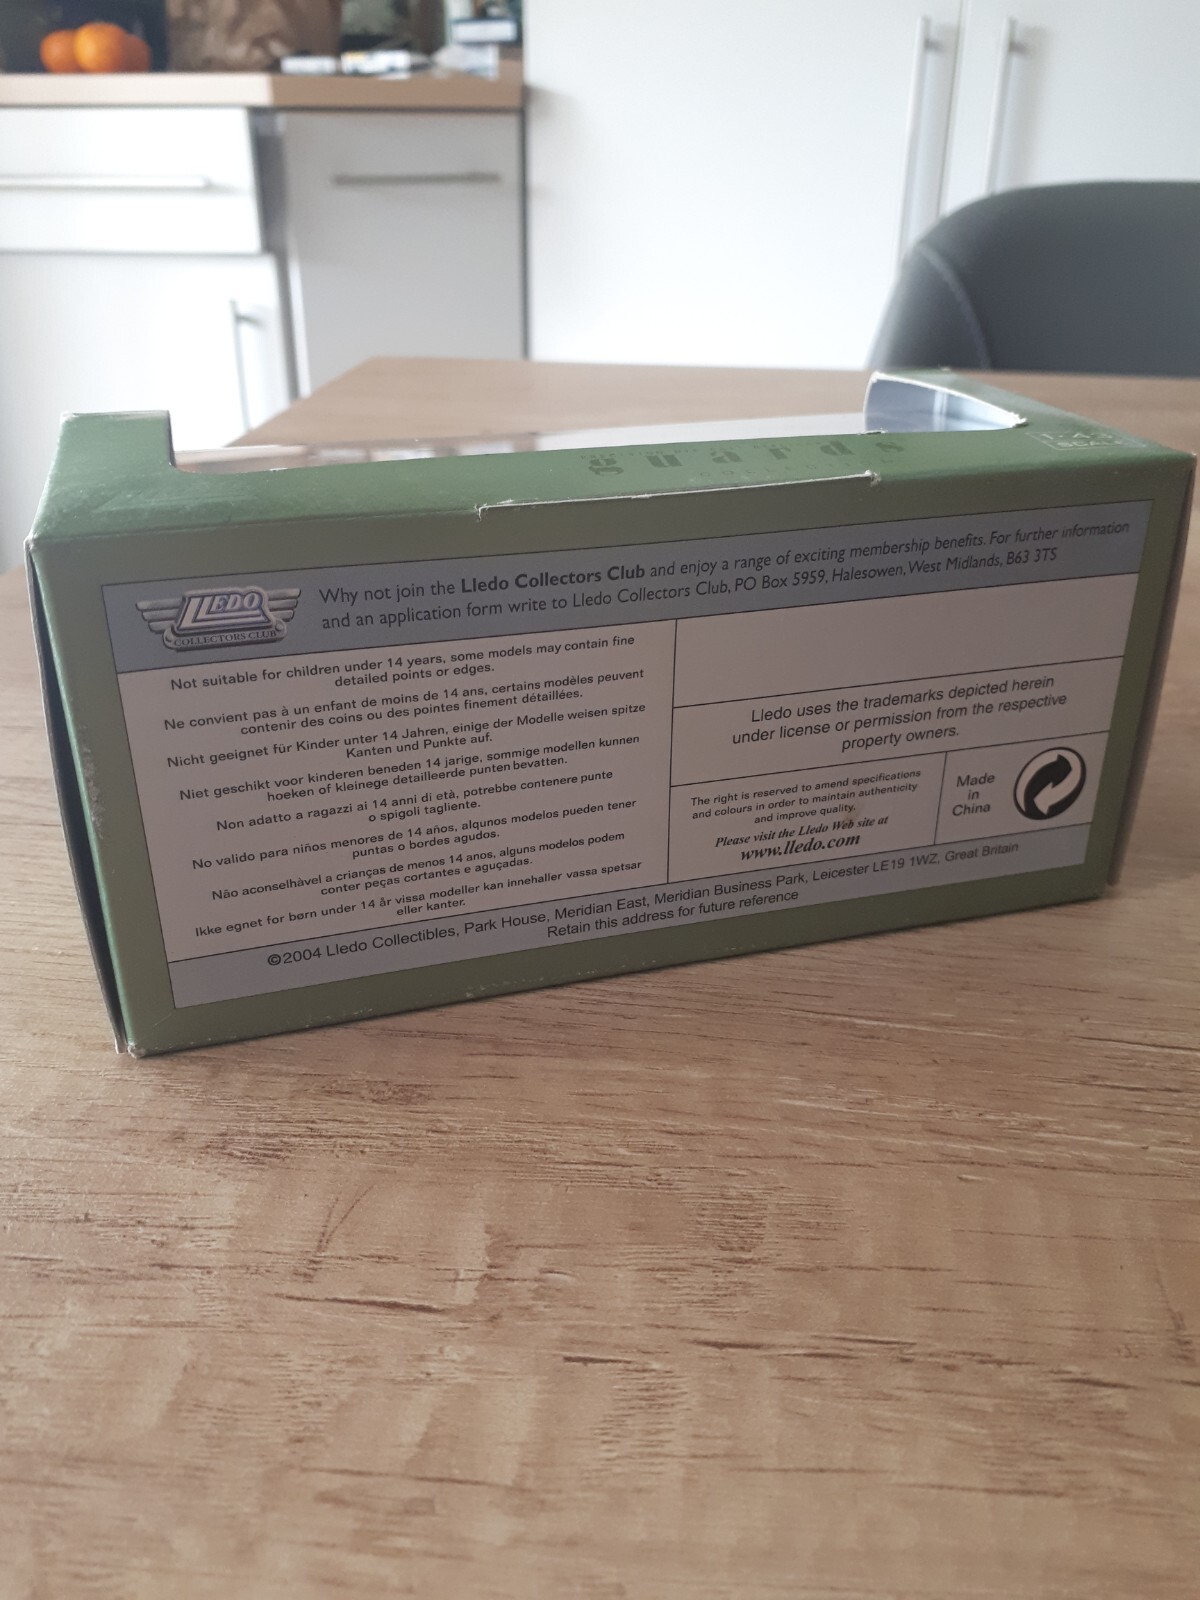 guards
Why not join the Lledo Collectors Club and enjoy a range of exciting membership benefits. For further information
and an application form write to Lledo Collectors Club, PO Box 5959, Halesowen, West Midlands, B63 3TS
LLEDO
COLLECTORS CLUB
Not suitable for children under 14 years, some models may contain fine
detailed points or edges.
Ne convient pas à un enfant de moins de 14 ans, certains modèles peuvent
contenir des coins ou des pointes finement détaillées.
Nicht geeignet für Kinder unter 14 Jahren, einige der Modelle weisen spitze
Kanten und Punkte auf.
Niet geschikt voor kinderen beneden 14 jarige, sommige modellen kunnen
hoeken of kleinege detailleerde punten bevatten.
Non adatto a ragazzi ai 14 anni di età, potrebbe contenere punte
o spigoli tagliente.
No valido para niños menores de 14 años, alqunos modelos pueden tener
puntas o bordes agudos.
Não aconselhàvel a crianças de menos 14 anos, alguns modelos podem
conter peças cortantes e aguçadas.
Ikke egnet for børn under 14 år vissa modeller kan innehaller vassa spetsar
eller kanter.
Lledo uses the trademarks depicted herein
under license or permission from the respective
property owners.
The right is reserved to amend specifications
and colours in order to maintain authenticity
and improve quality.
Please visit the Lledo Web site at
www.lledo.com
Made
in
China
©2004 Lledo Collectibles, Park House, Meridian East, Meridian Business Park, Leicester LE19 1WZ, Great Britain
Retain this address for future reference